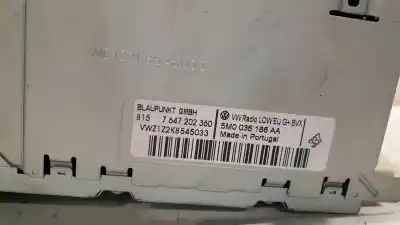 BLAUPUNKT GMBH
815 7 647 202 360
VWZ1Z2K8545033
VW Radio LOW EU G+ SVX
5M0 035 186 AA
Made in Portugal